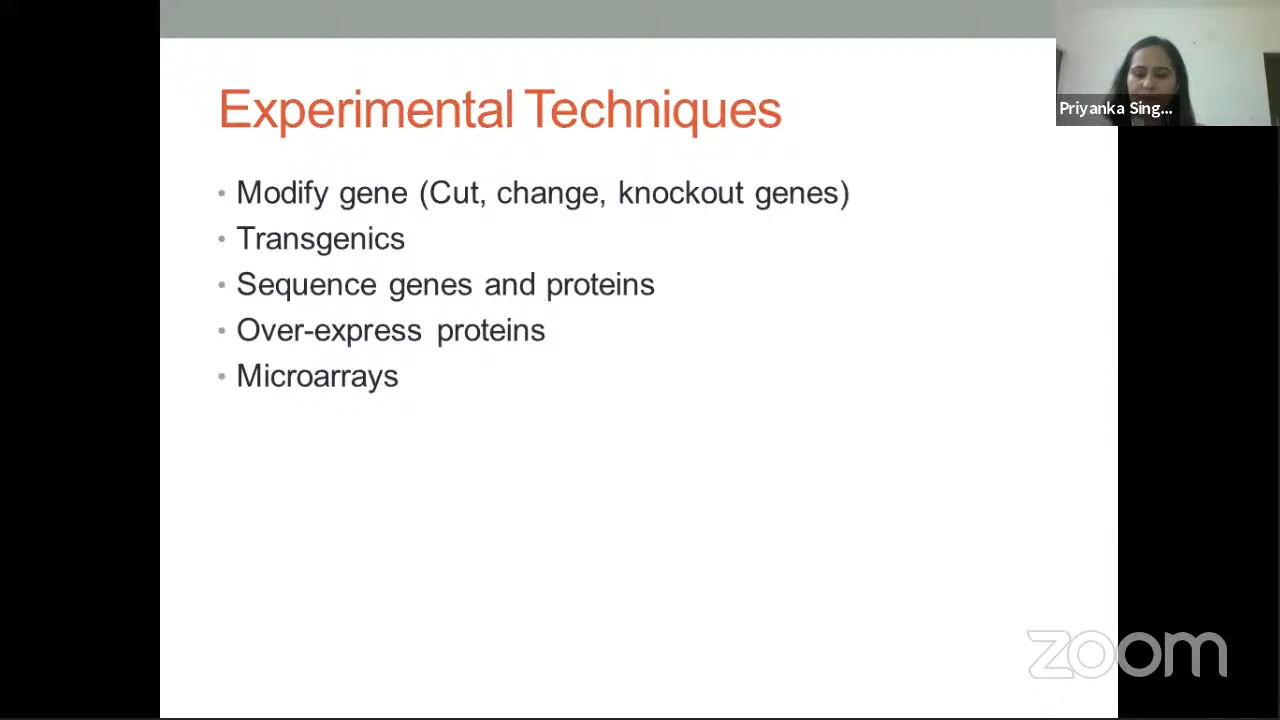 Experimental Techniques
• Modify gene (Cut, change, knockout genes)
• Transgenics
• Sequence genes and proteins
• Over-express proteins
• Microarrays
Priyanka Sing...
zoom